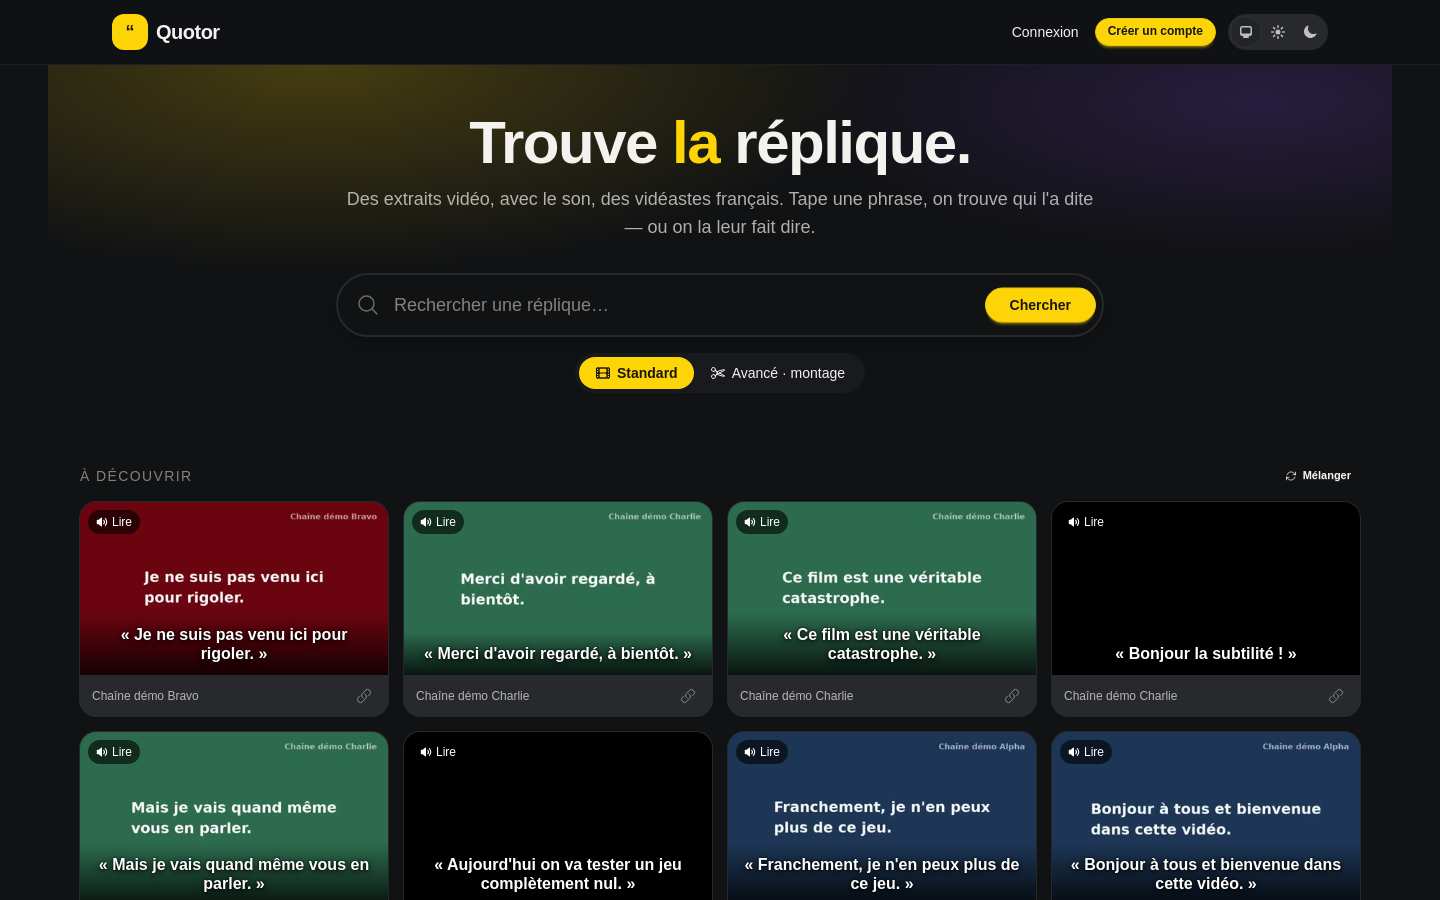 “ Quotor
Connexion
Créer un compte
Trouve la réplique.
Des extraits vidéo, avec le son, des vidéastes français. Tape une phrase, on trouve qui l'a dite
— ou on la leur fait dire.
Rechercher une réplique…
Chercher
Standard
Avancé · montage
À DÉCOUVRIR
Mélanger
Lire
Chaîne démo Bravo
Je ne suis pas venu ici
pour rigoler.
« Je ne suis pas venu ici pour
rigoler. »
Chaîne démo Bravo
Lire
Chaîne démo Charlie
Merci d'avoir regardé, à
bientôt.
« Merci d'avoir regardé, à bientôt. »
Chaîne démo Charlie
Lire
Chaîne démo Charlie
Ce film est une véritable
catastrophe.
« Ce film est une véritable
catastrophe. »
Chaîne démo Charlie
Lire
« Bonjour la subtilité ! »
Chaîne démo Charlie
Lire
Chaîne démo Charlie
Mais je vais quand même
vous en parler.
« Mais je vais quand même vous en
parler. »
Lire
« Aujourd'hui on va tester un jeu
complètement nul. »
Lire
Chaîne démo Alpha
Franchement, je n'en peux
plus de ce jeu.
« Franchement, je n'en peux plus de
ce jeu. »
Lire
Chaîne démo Alpha
Bonjour à tous et bienvenue
dans cette vidéo.
« Bonjour à tous et bienvenue dans
cette vidéo. »